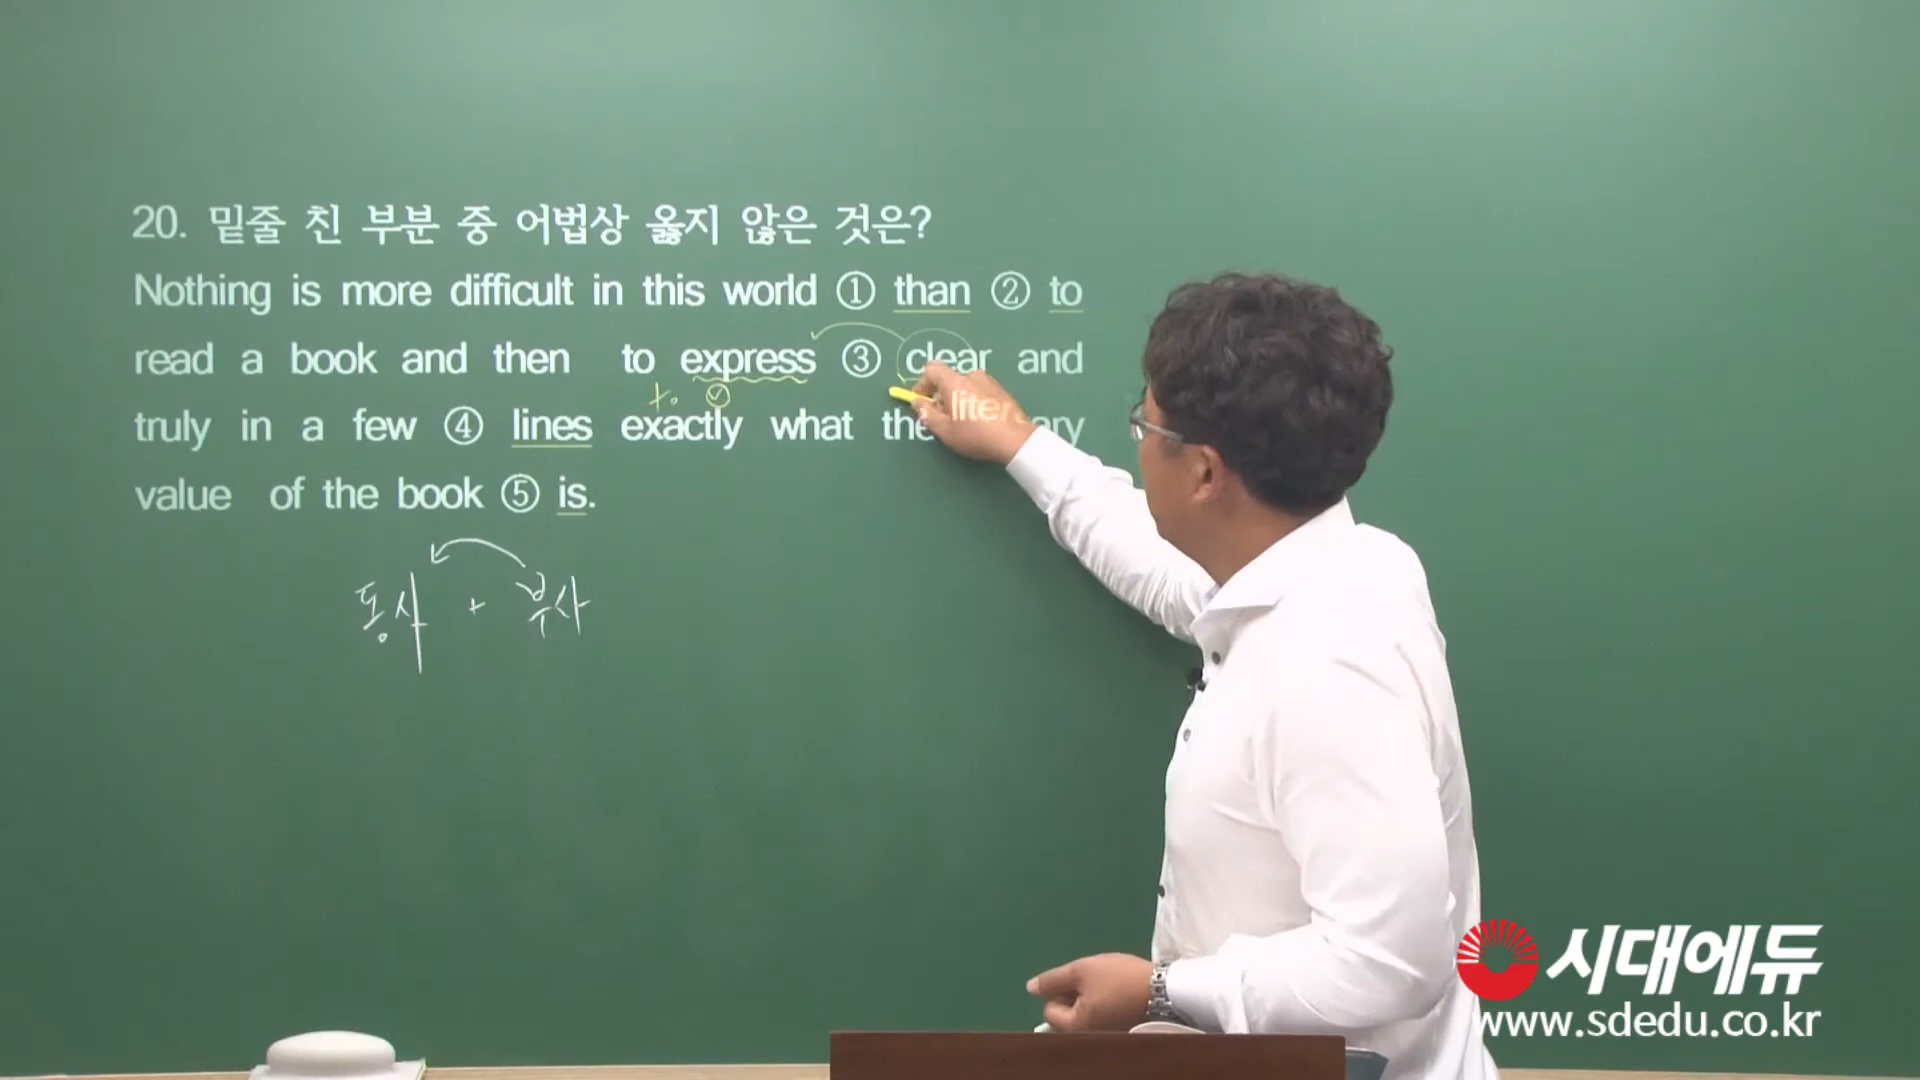 20. 밑줄 친 부분 중 어법상 옳지 않은 것은?
Nothing is more difficult in this world ① than ② to
read a book and then to express ③ clear and
to ⓥ
truly in a few ④ lines exactly what the literary
value of the book ⑤ is.
동사 + 부사
시대에듀
www.sdedu.co.kr